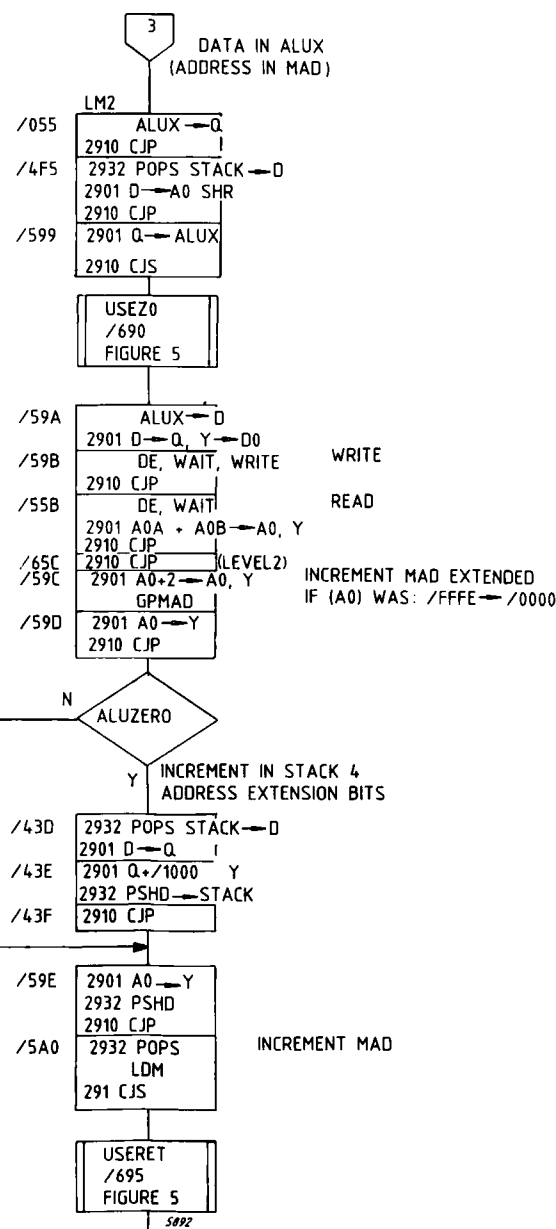 3
DATA IN ALUX
(ADDRESS IN MAD)
LM2
/055 ALUX→Q
2910 CJP
/4F5 2932 POPS STACK→D
2901 D→A0 SHR
2910 CJP
/599 2901 Q→ALUX
2910 CJS
USEZ0
/690
FIGURE 5
/59A ALUX→D
2901 D→Q, Y→D0
/59B DE, WAIT, WRITE WRITE
2910 CJP
/55B DE, WAIT READ
2901 A0A + A0B→A0, Y
2910 CJP
/65C 2910 CJP (LEVEL2)
/59C 2901 A0+2→A0, Y INCREMENT MAD EXTENDED
GPMAD IF (A0) WAS: /FFFE→/0000
/59D 2901 A0→Y
2910 CJP
N
ALUZERO
Y INCREMENT IN STACK 4
ADDRESS EXTENSION BITS
/43D 2932 POPS STACK→D
2901 D→Q
/43E 2901 Q+/1000 Y
2932 PSHD→STACK
/43F 2910 CJP
/59E 2901 A0→Y
2932 PSHD
2910 CJP
/5A0 2932 POPS INCREMENT MAD
LDM
291 CJS
USERET
/695
FIGURE 5
5892